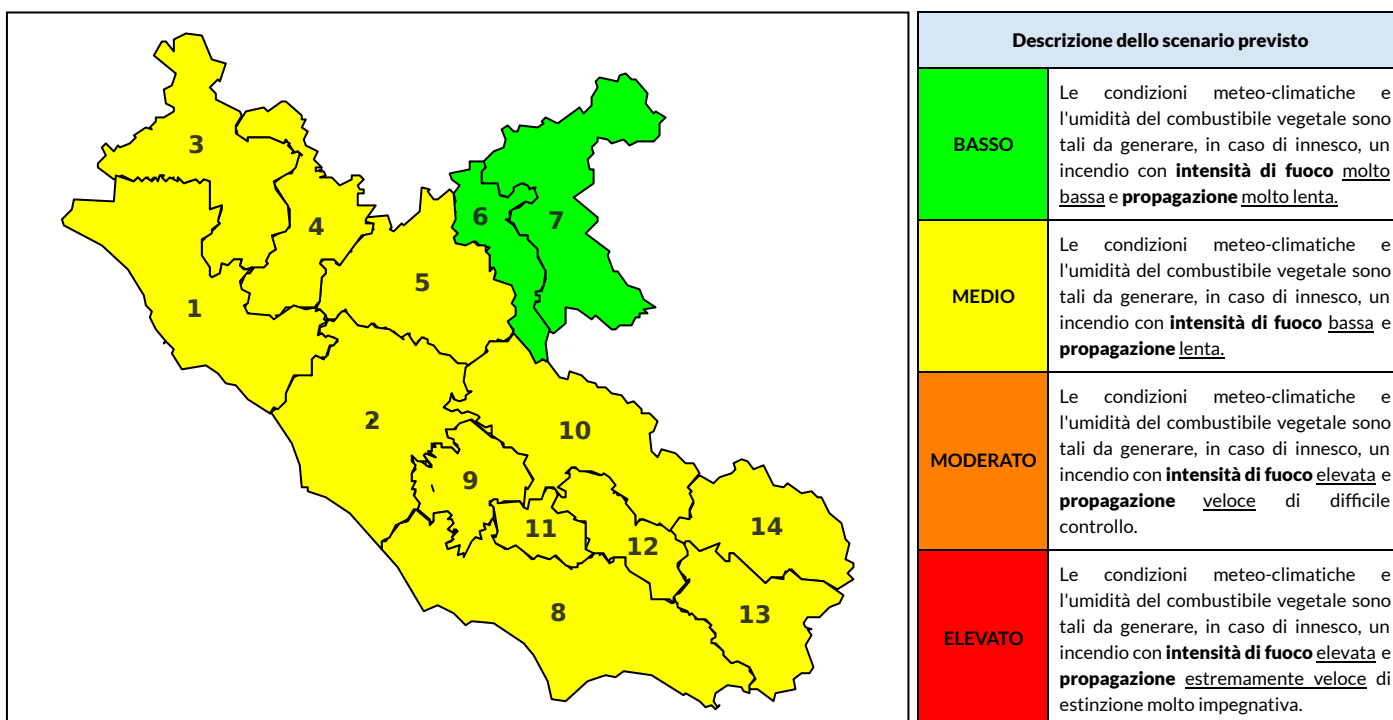 3
4
6
7
5
1
2
10
9
11
12
14
8
13
Descrizione dello scenario previsto
BASSO
Le condizioni meteo-climatiche e
l'umidità del combustibile vegetale sono
tali da generare, in caso di innesco, un
incendio con intensità di fuoco molto
bassa e propagazione molto lenta.
MEDIO
Le condizioni meteo-climatiche e
l'umidità del combustibile vegetale sono
tali da generare, in caso di innesco, un
incendio con intensità di fuoco bassa e
propagazione lenta.
MODERATO
Le condizioni meteo-climatiche e
l'umidità del combustibile vegetale sono
tali da generare, in caso di innesco, un
incendio con intensità di fuoco elevata e
propagazione veloce di difficile
controllo.
ELEVATO
Le condizioni meteo-climatiche e
l'umidità del combustibile vegetale sono
tali da generare, in caso di innesco, un
incendio con intensità di fuoco elevata e
propagazione estremamente veloce di
estinzione molto impegnativa.